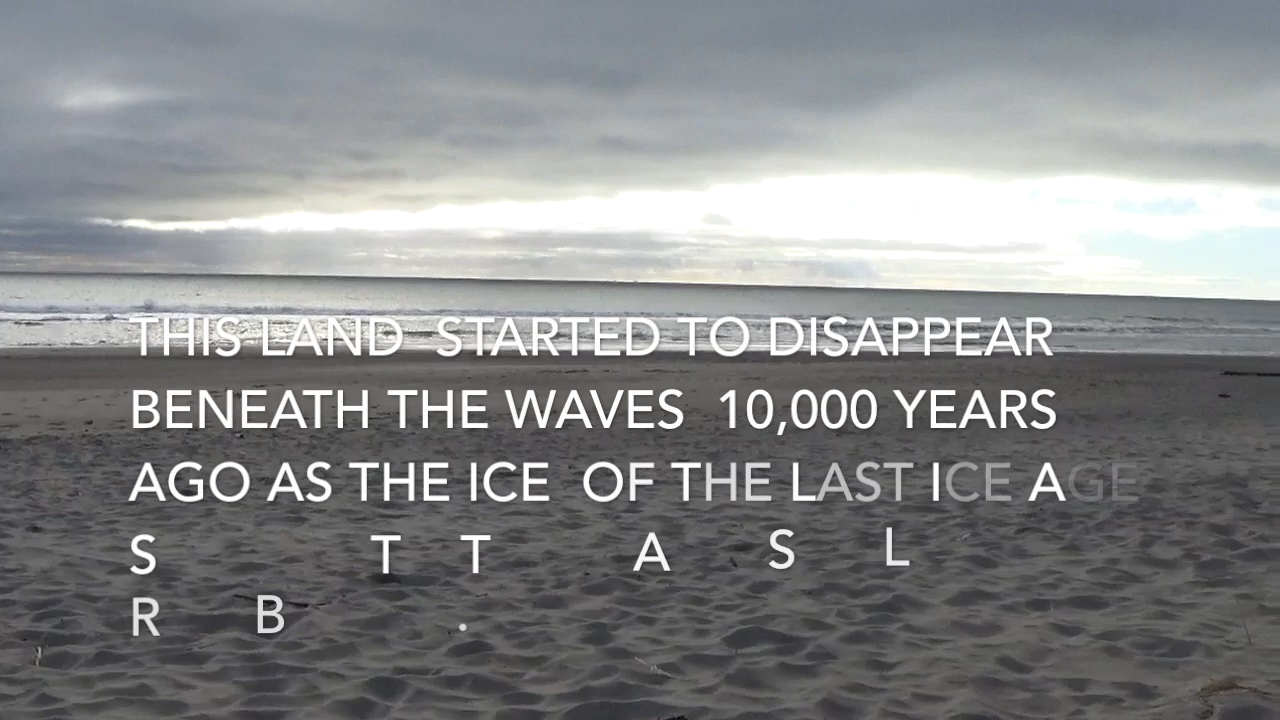 THIS LAND STARTED TO DISAPPEAR
BENEATH THE WAVES 10,000 YEARS
AGO AS THE ICE OF THE LAST ICE AGE
S T T A S L
R B .